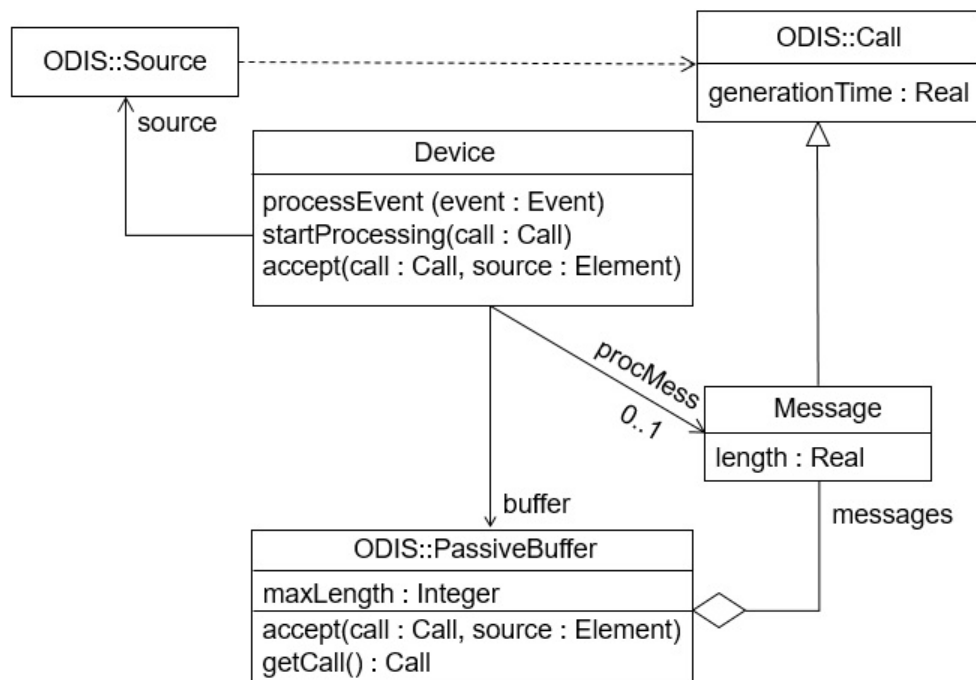 ODIS::Source
ODIS::Call
generationTime : Real
source
Device
processEvent (event : Event)
startProcessing(call : Call)
accept(call : Call, source : Element)
procMess
0..1
Message
length : Real
messages
buffer
ODIS::PassiveBuffer
maxLength : Integer
accept(call : Call, source : Element)
getCall() : Call